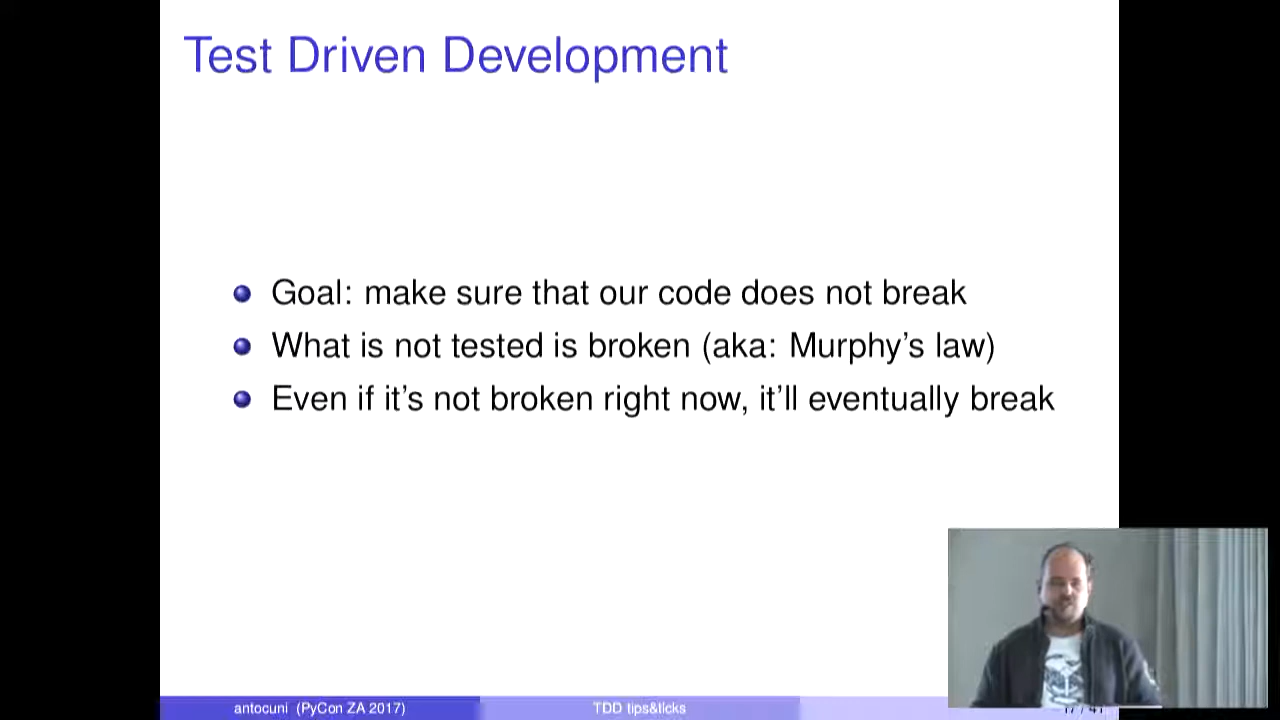 Test Driven Development
Goal: make sure that our code does not break
What is not tested is broken (aka: Murphy's law)
Even if it's not broken right now, it'll eventually break
antocuni (PyCon ZA 2017)
TDD tips&tricks